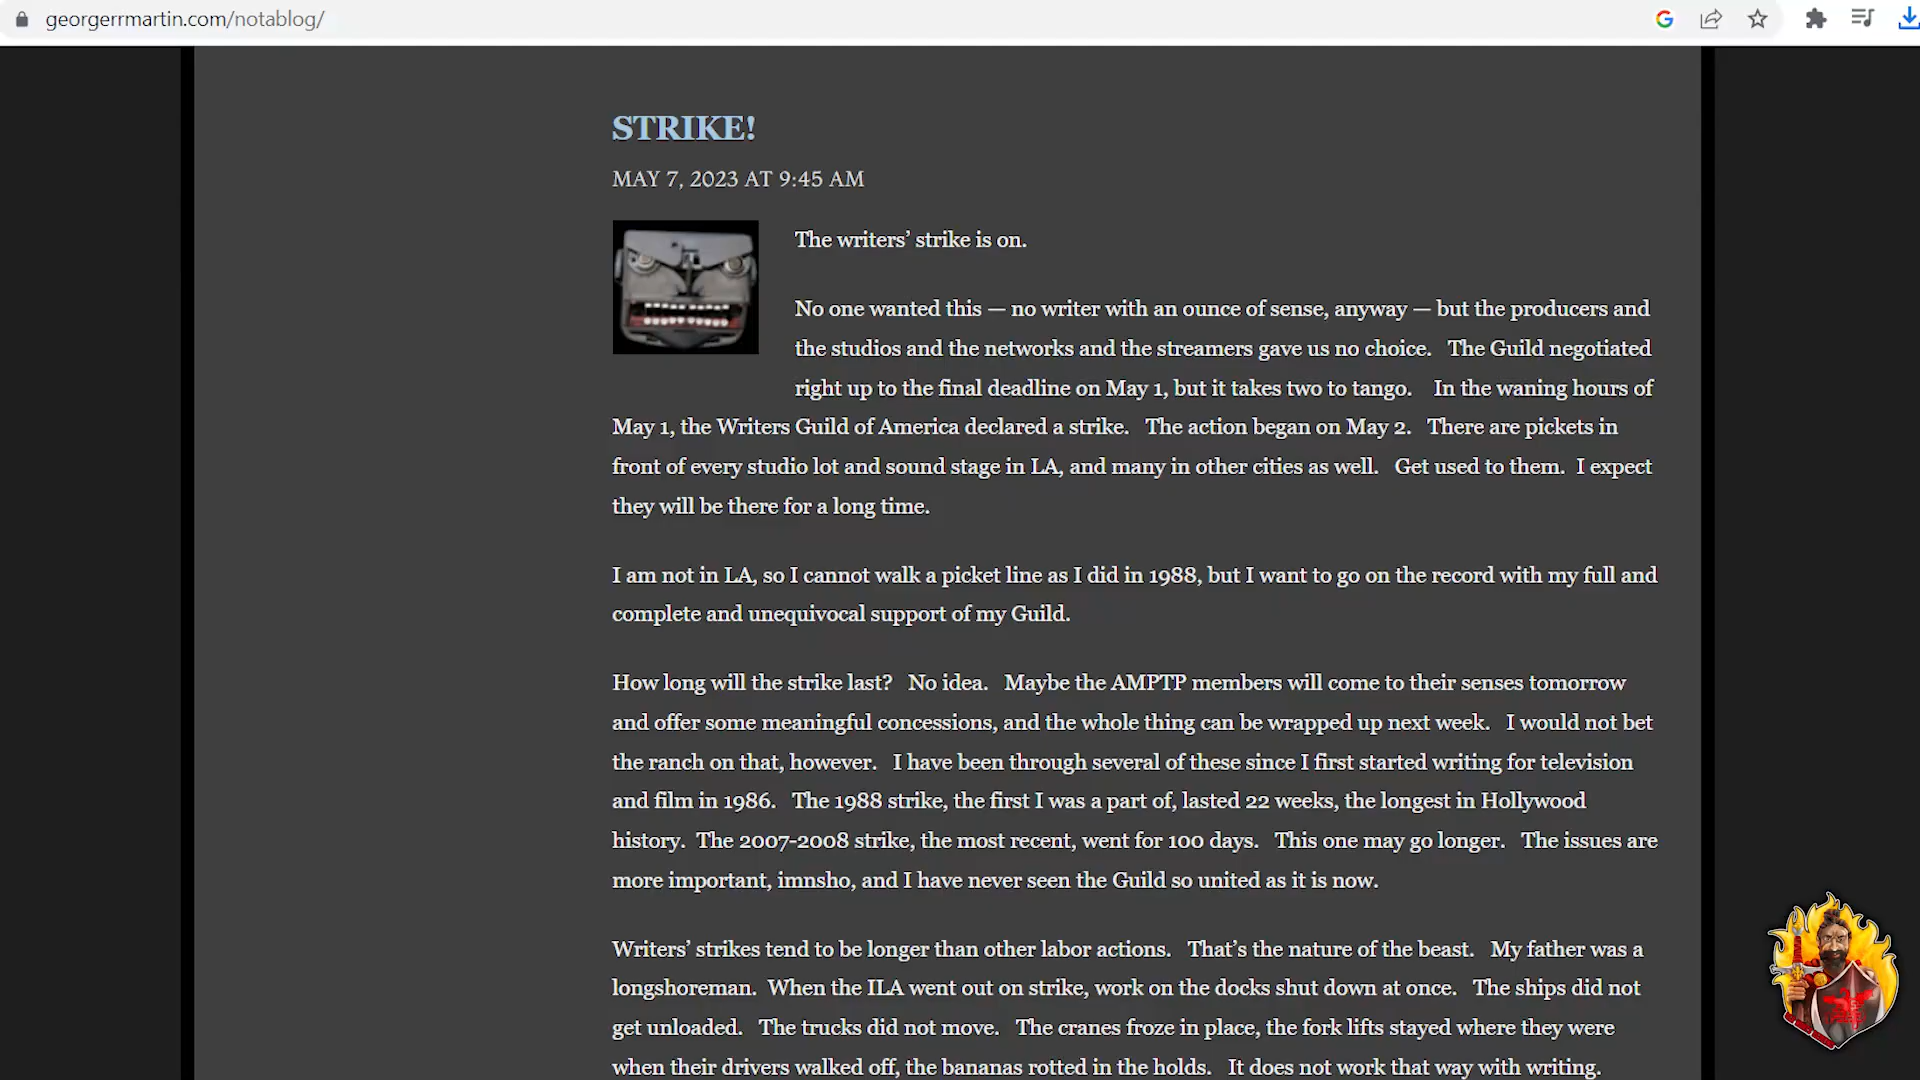 georgerrmartin.com/notablog/
STRIKE!
MAY 7, 2023 AT 9:45 AM
The writers’ strike is on.
No one wanted this — no writer with an ounce of sense, anyway — but the producers and
the studios and the networks and the streamers gave us no choice. The Guild negotiated
right up to the final deadline on May 1, but it takes two to tango. In the waning hours of
May 1, the Writers Guild of America declared a strike. The action began on May 2. There are pickets in
front of every studio lot and sound stage in LA, and many in other cities as well. Get used to them. I expect
they will be there for a long time.
I am not in LA, so I cannot walk a picket line as I did in 1988, but I want to go on the record with my full and
complete and unequivocal support of my Guild.
How long will the strike last? No idea. Maybe the AMPTP members will come to their senses tomorrow
and offer some meaningful concessions, and the whole thing can be wrapped up next week. I would not bet
the ranch on that, however. I have been through several of these since I first started writing for television
and film in 1986. The 1988 strike, the first I was a part of, lasted 22 weeks, the longest in Hollywood
history. The 2007-2008 strike, the most recent, went for 100 days. This one may go longer. The issues are
more important, imnsho, and I have never seen the Guild so united as it is now.
Writers’ strikes tend to be longer than other labor actions. That’s the nature of the beast. My father was a
longshoreman. When the ILA went out on strike, work on the docks shut down at once. The ships did not
get unloaded. The trucks did not move. The cranes froze in place, the fork lifts stayed where they were
when their drivers walked off, the bananas rotted in the holds. It does not work that way with writing.